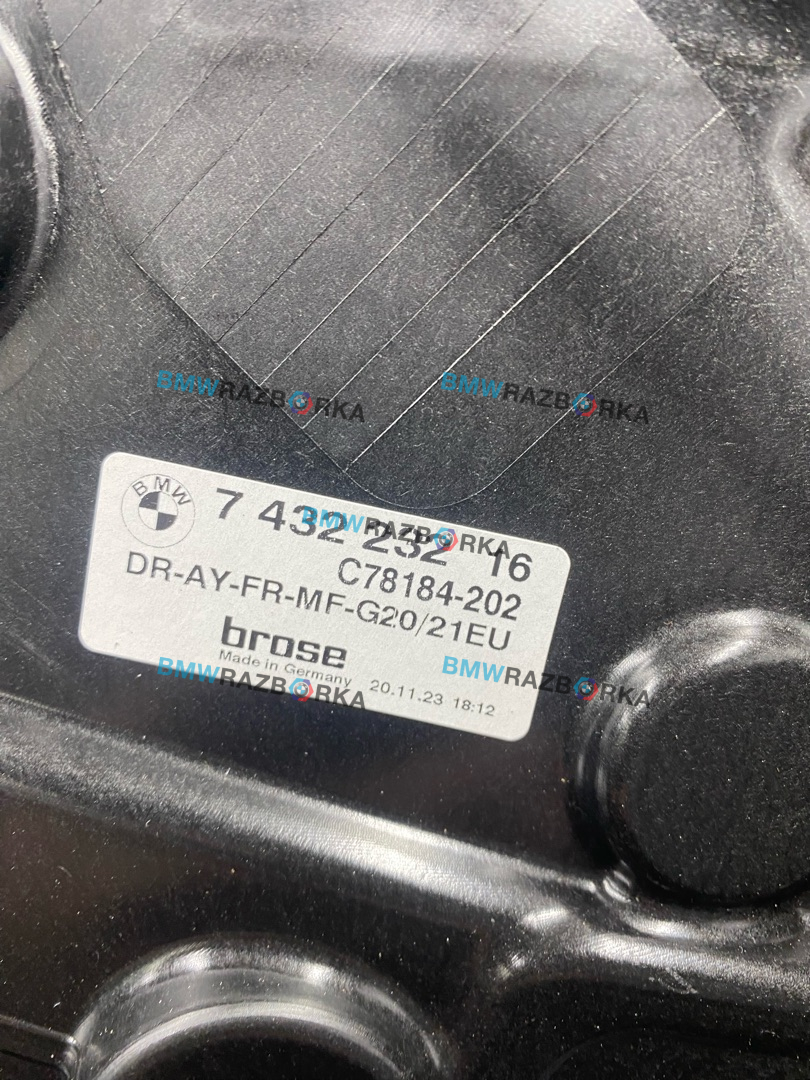 BMWRAZBORKA BMWRAZBORKA
BMW
7 432 232 16
BMWRAZBORKA
C78184-202
DR-AY-FR-MF-G20/21EU
brose
Made in Germany 20.11.23 18:12
BMWRAZBORKA BMWRAZBORKA